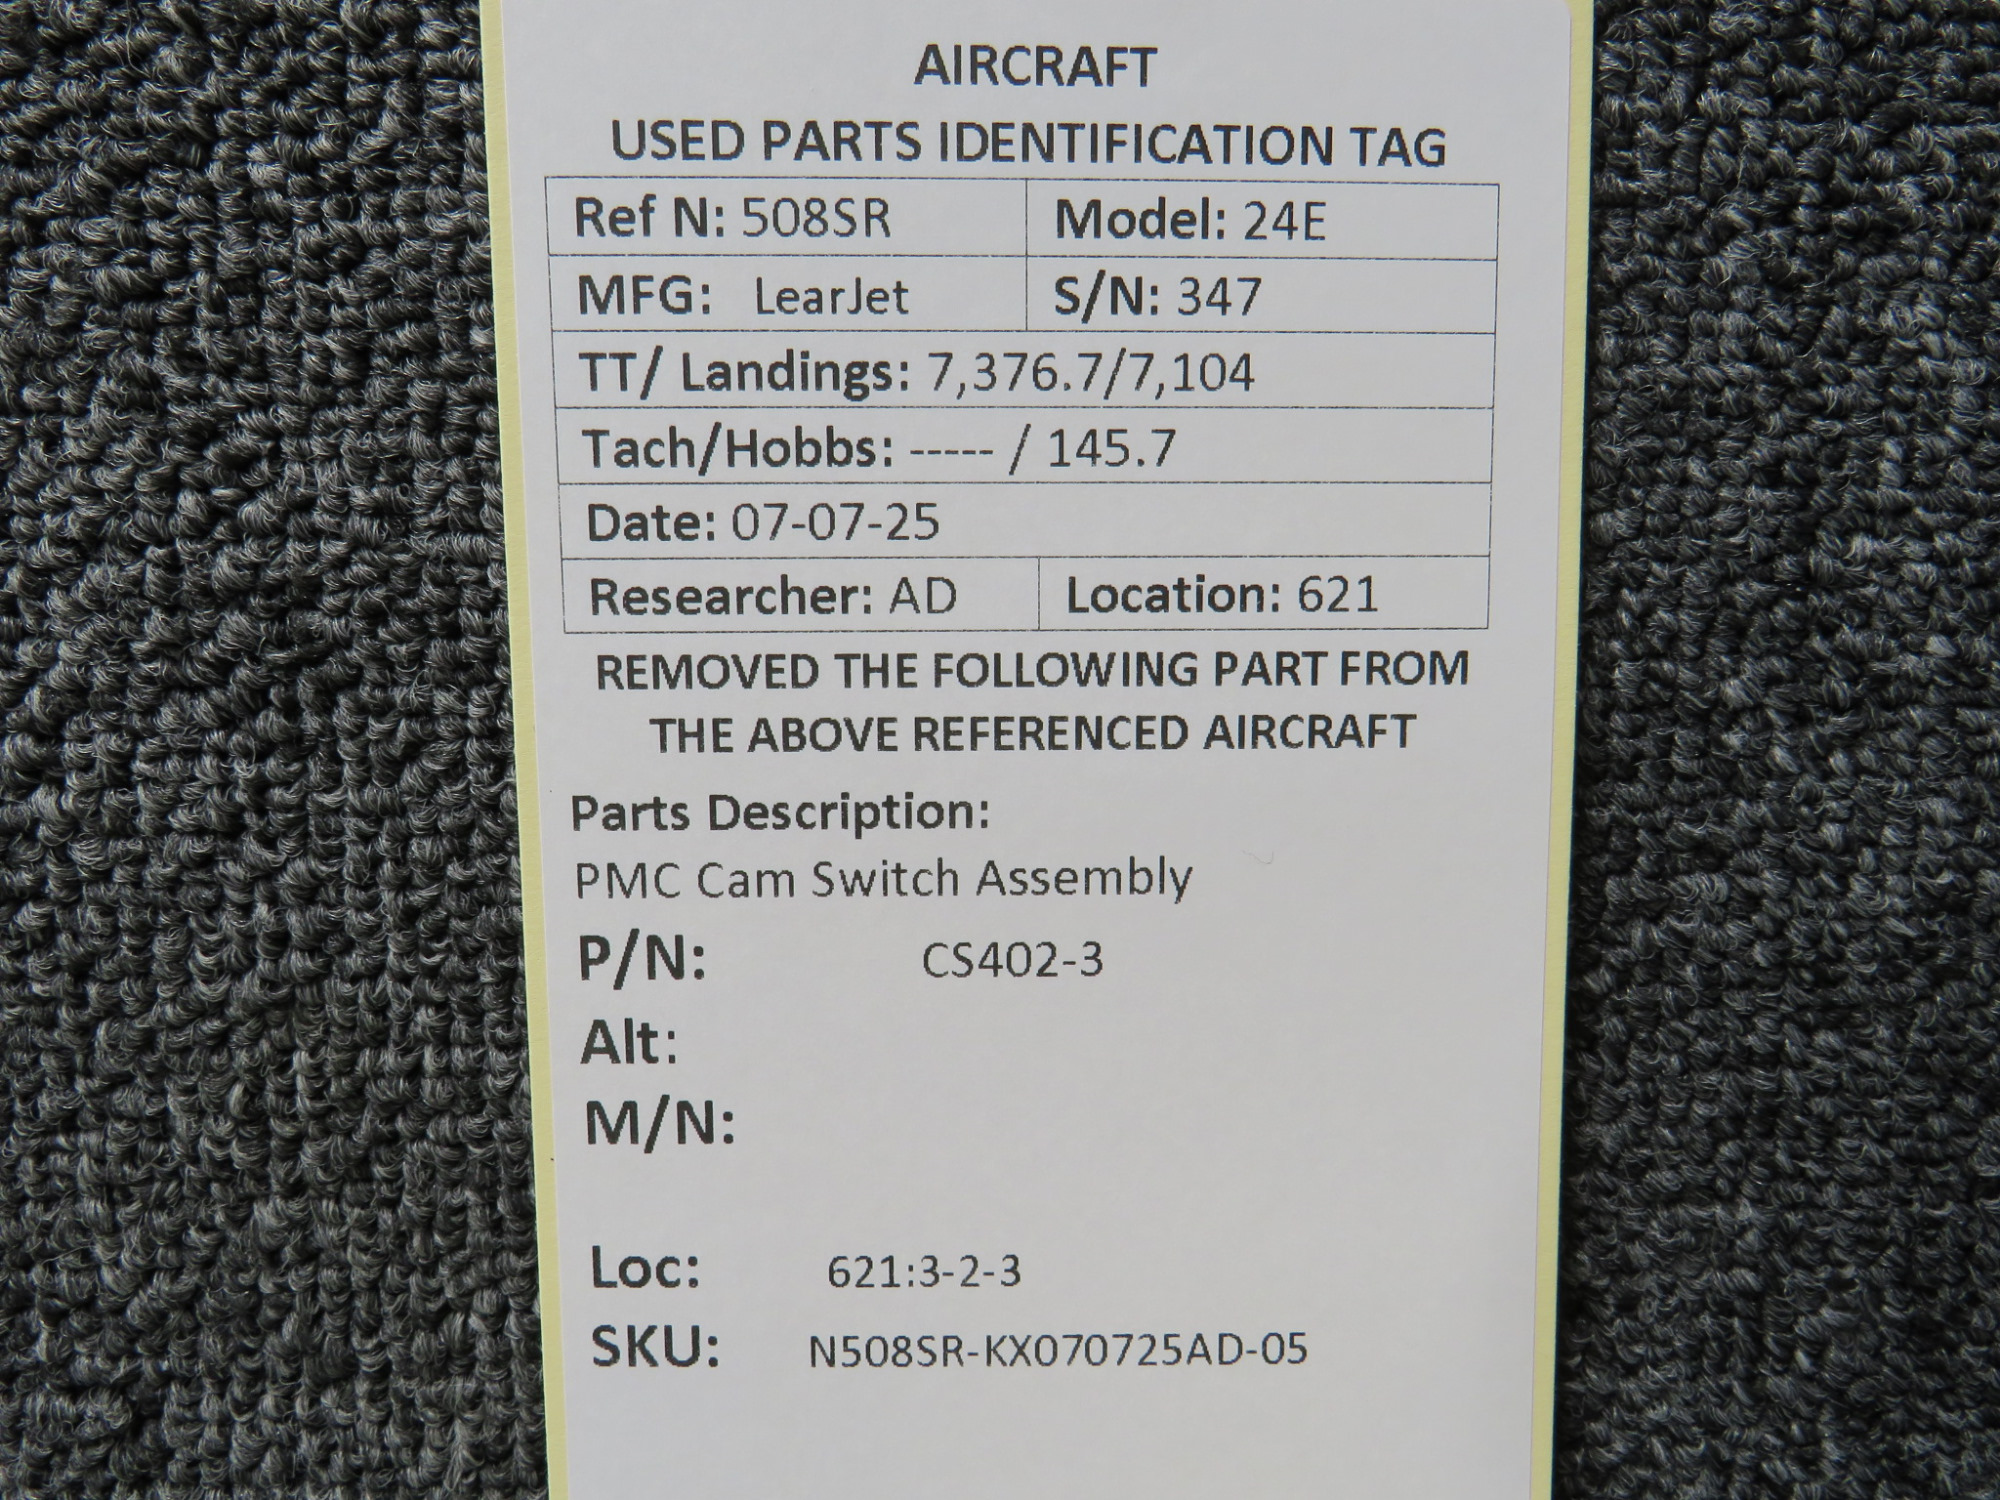 AIRCRAFT
USED PARTS IDENTIFICATION TAG
Ref N: 508SR Model: 24E
MFG: LearJet S/N: 347
TT/ Landings: 7,376.7/7,104
Tach/Hobbs: ----- / 145.7
Date: 07-07-25
Researcher: AD Location: 621
REMOVED THE FOLLOWING PART FROM
THE ABOVE REFERENCED AIRCRAFT
Parts Description:
PMC Cam Switch Assembly
P/N: CS402-3
Alt:
M/N:
Loc: 621:3-2-3
SKU: N508SR-KX070725AD-05